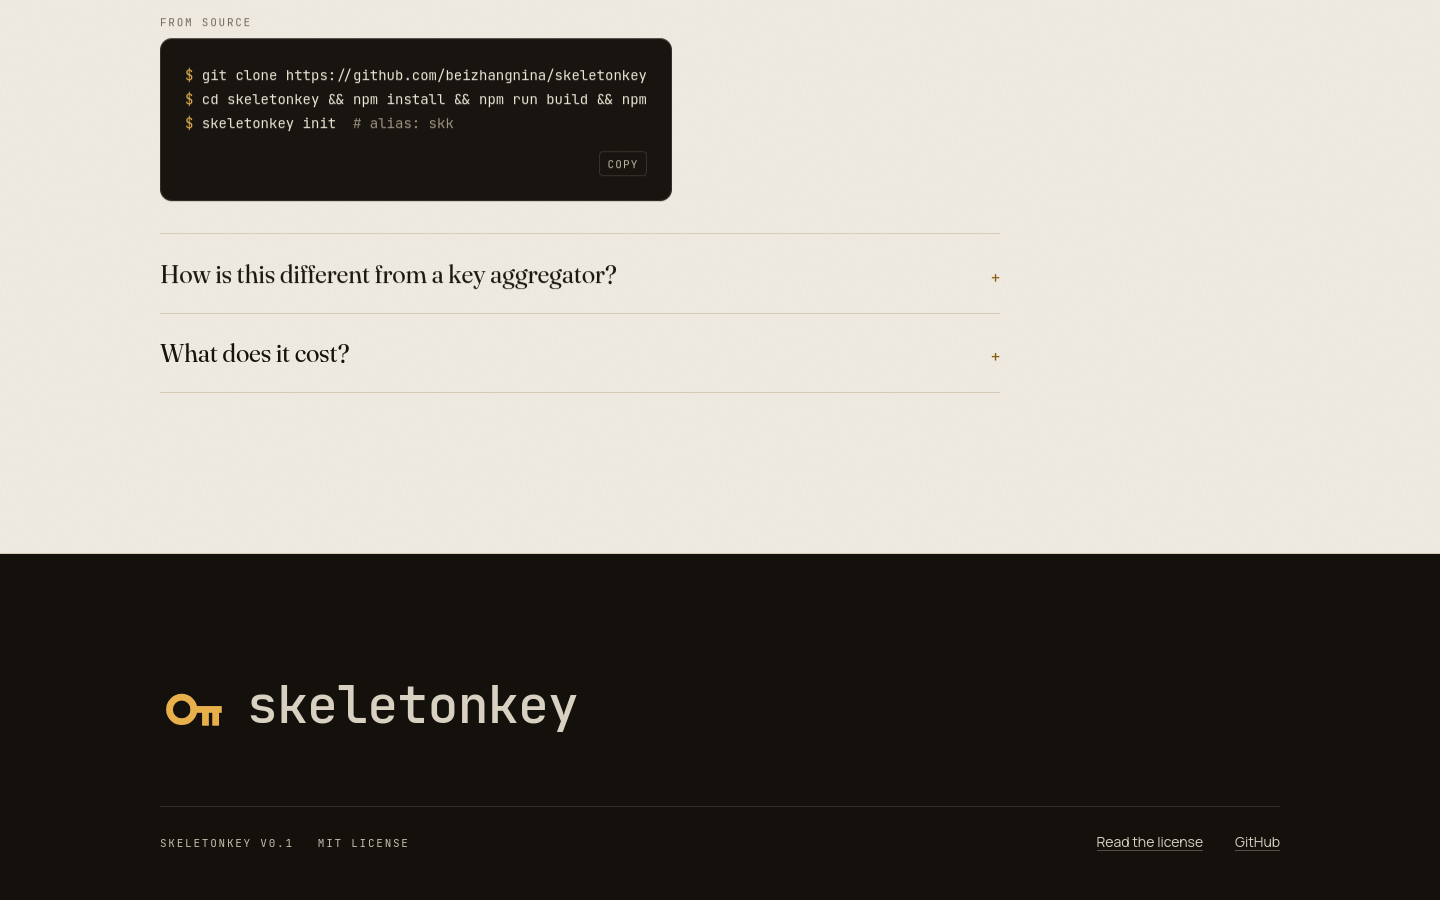 FROM SOURCE
$ git clone https://github.com/beizhangnina/skeletonkey
$ cd skeletonkey && npm install && npm run build && npm
$ skeletonkey init # alias: skk
COPY
How is this different from a key aggregator?
+
What does it cost?
+
skeletonkey
SKELETONKEY V0.1 MIT LICENSE
Read the license GitHub